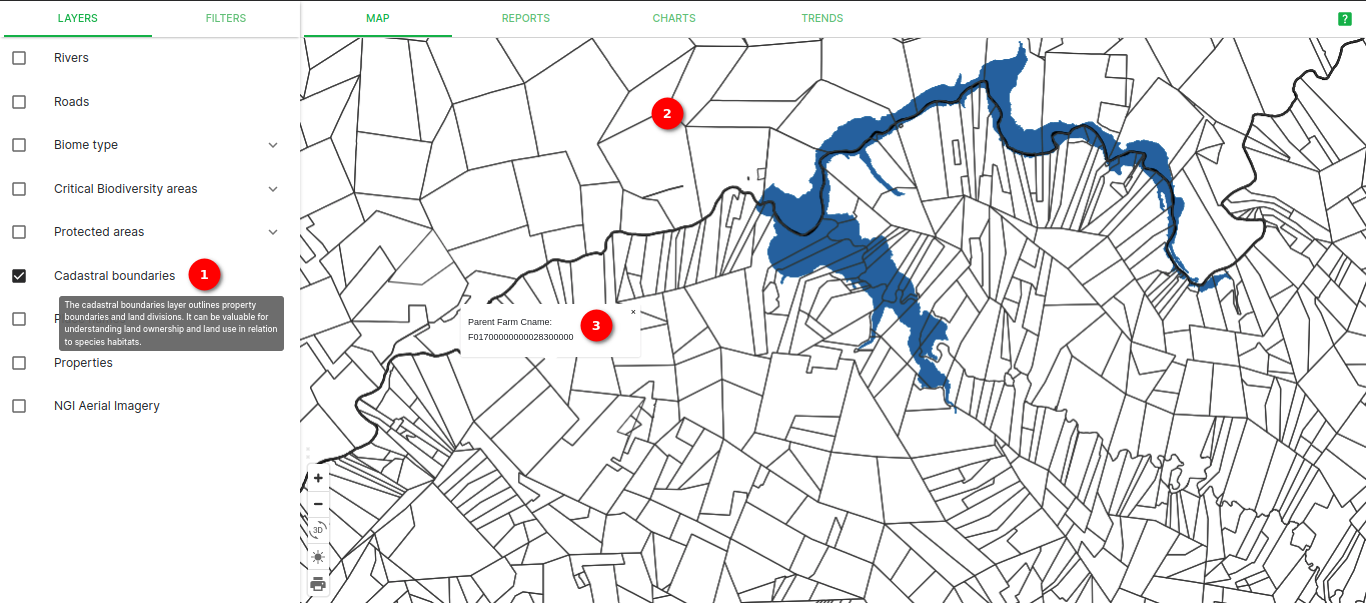 LAYERS
FILTERS
MAP
REPORTS
CHARTS
TRENDS
?
Rivers
Roads
Biome type
Critical Biodiversity areas
Protected areas
Cadastral boundaries
1
The cadastral boundaries layer outlines property
boundaries and land divisions. It can be valuable for
understanding land ownership and land use in relation
to species habitats.
Properties
NGI Aerial Imagery
2
3
×
Parent Farm Cname:
F01700000000028300000
+
−
3D